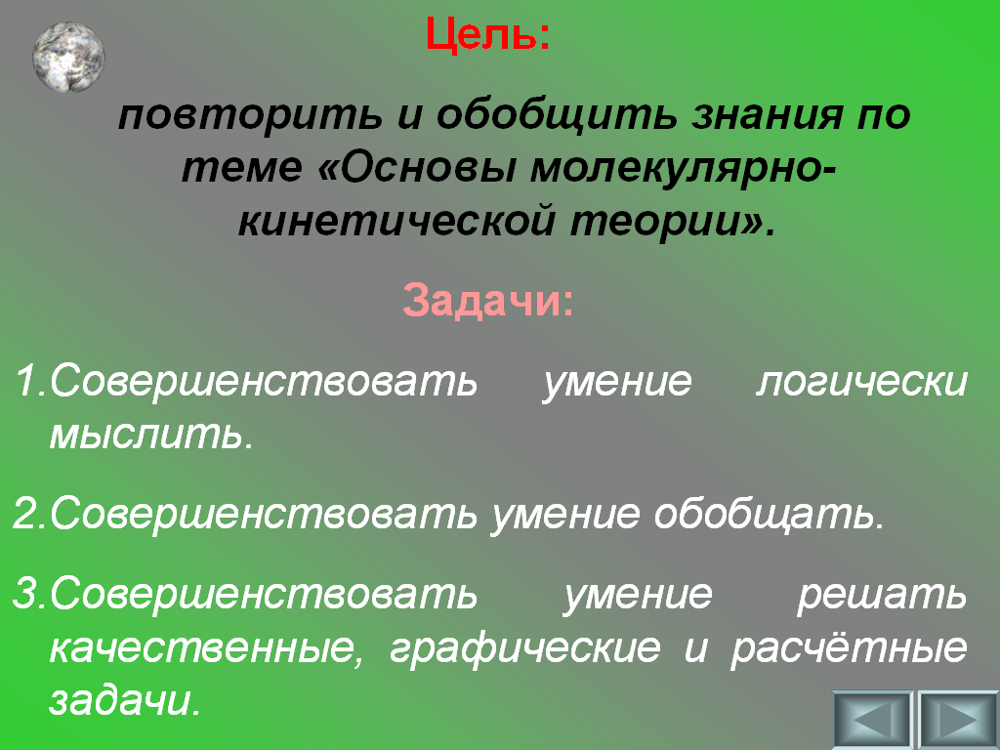 Цель:
повторить и обобщить знания по
теме «Основы молекулярно-
кинетической теории».
Задачи:
1.Совершенствовать умение логически
мыслить.
2.Совершенствовать умение обобщать.
3.Совершенствовать умение решать
качественные, графические и расчётные
задачи.